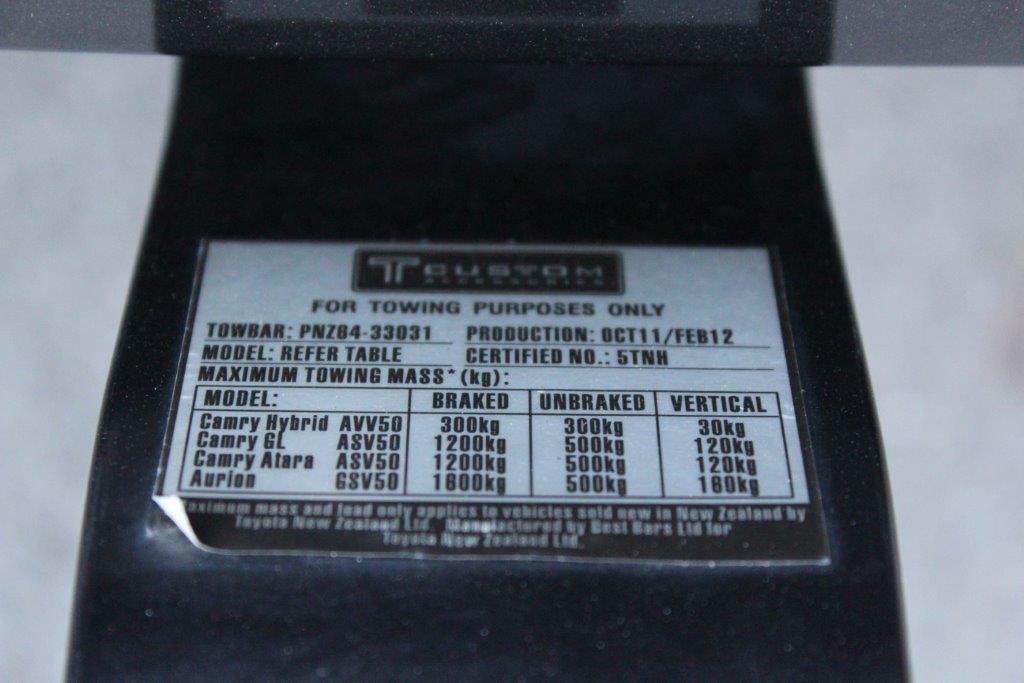 CUSTOM
ACCESSORIES
FOR TOWING PURPOSES ONLY
TOWBAR: PNZ64-33031 PRODUCTION: OCT11/FEB12
MODEL: REFER TABLE CERTIFIED NO.: 5TNH
MAXIMUM TOWING MASS* (kg):
MODEL: BRAKED UNBRAKED VERTICAL
Camry Hybrid AVV50 300kg 300kg 30kg
Camry GL ASV50 1200kg 500kg 120kg
Camry Atara ASV50 1200kg 500kg 120kg
Aurion GSV50 1600kg 500kg 160kg
aximum mass and load only applies to vehicles sold new in New Zealand by
Toyota New Zealand Ltd. Manufactured by Best Bars Ltd for
Toyota New Zealand Ltd.